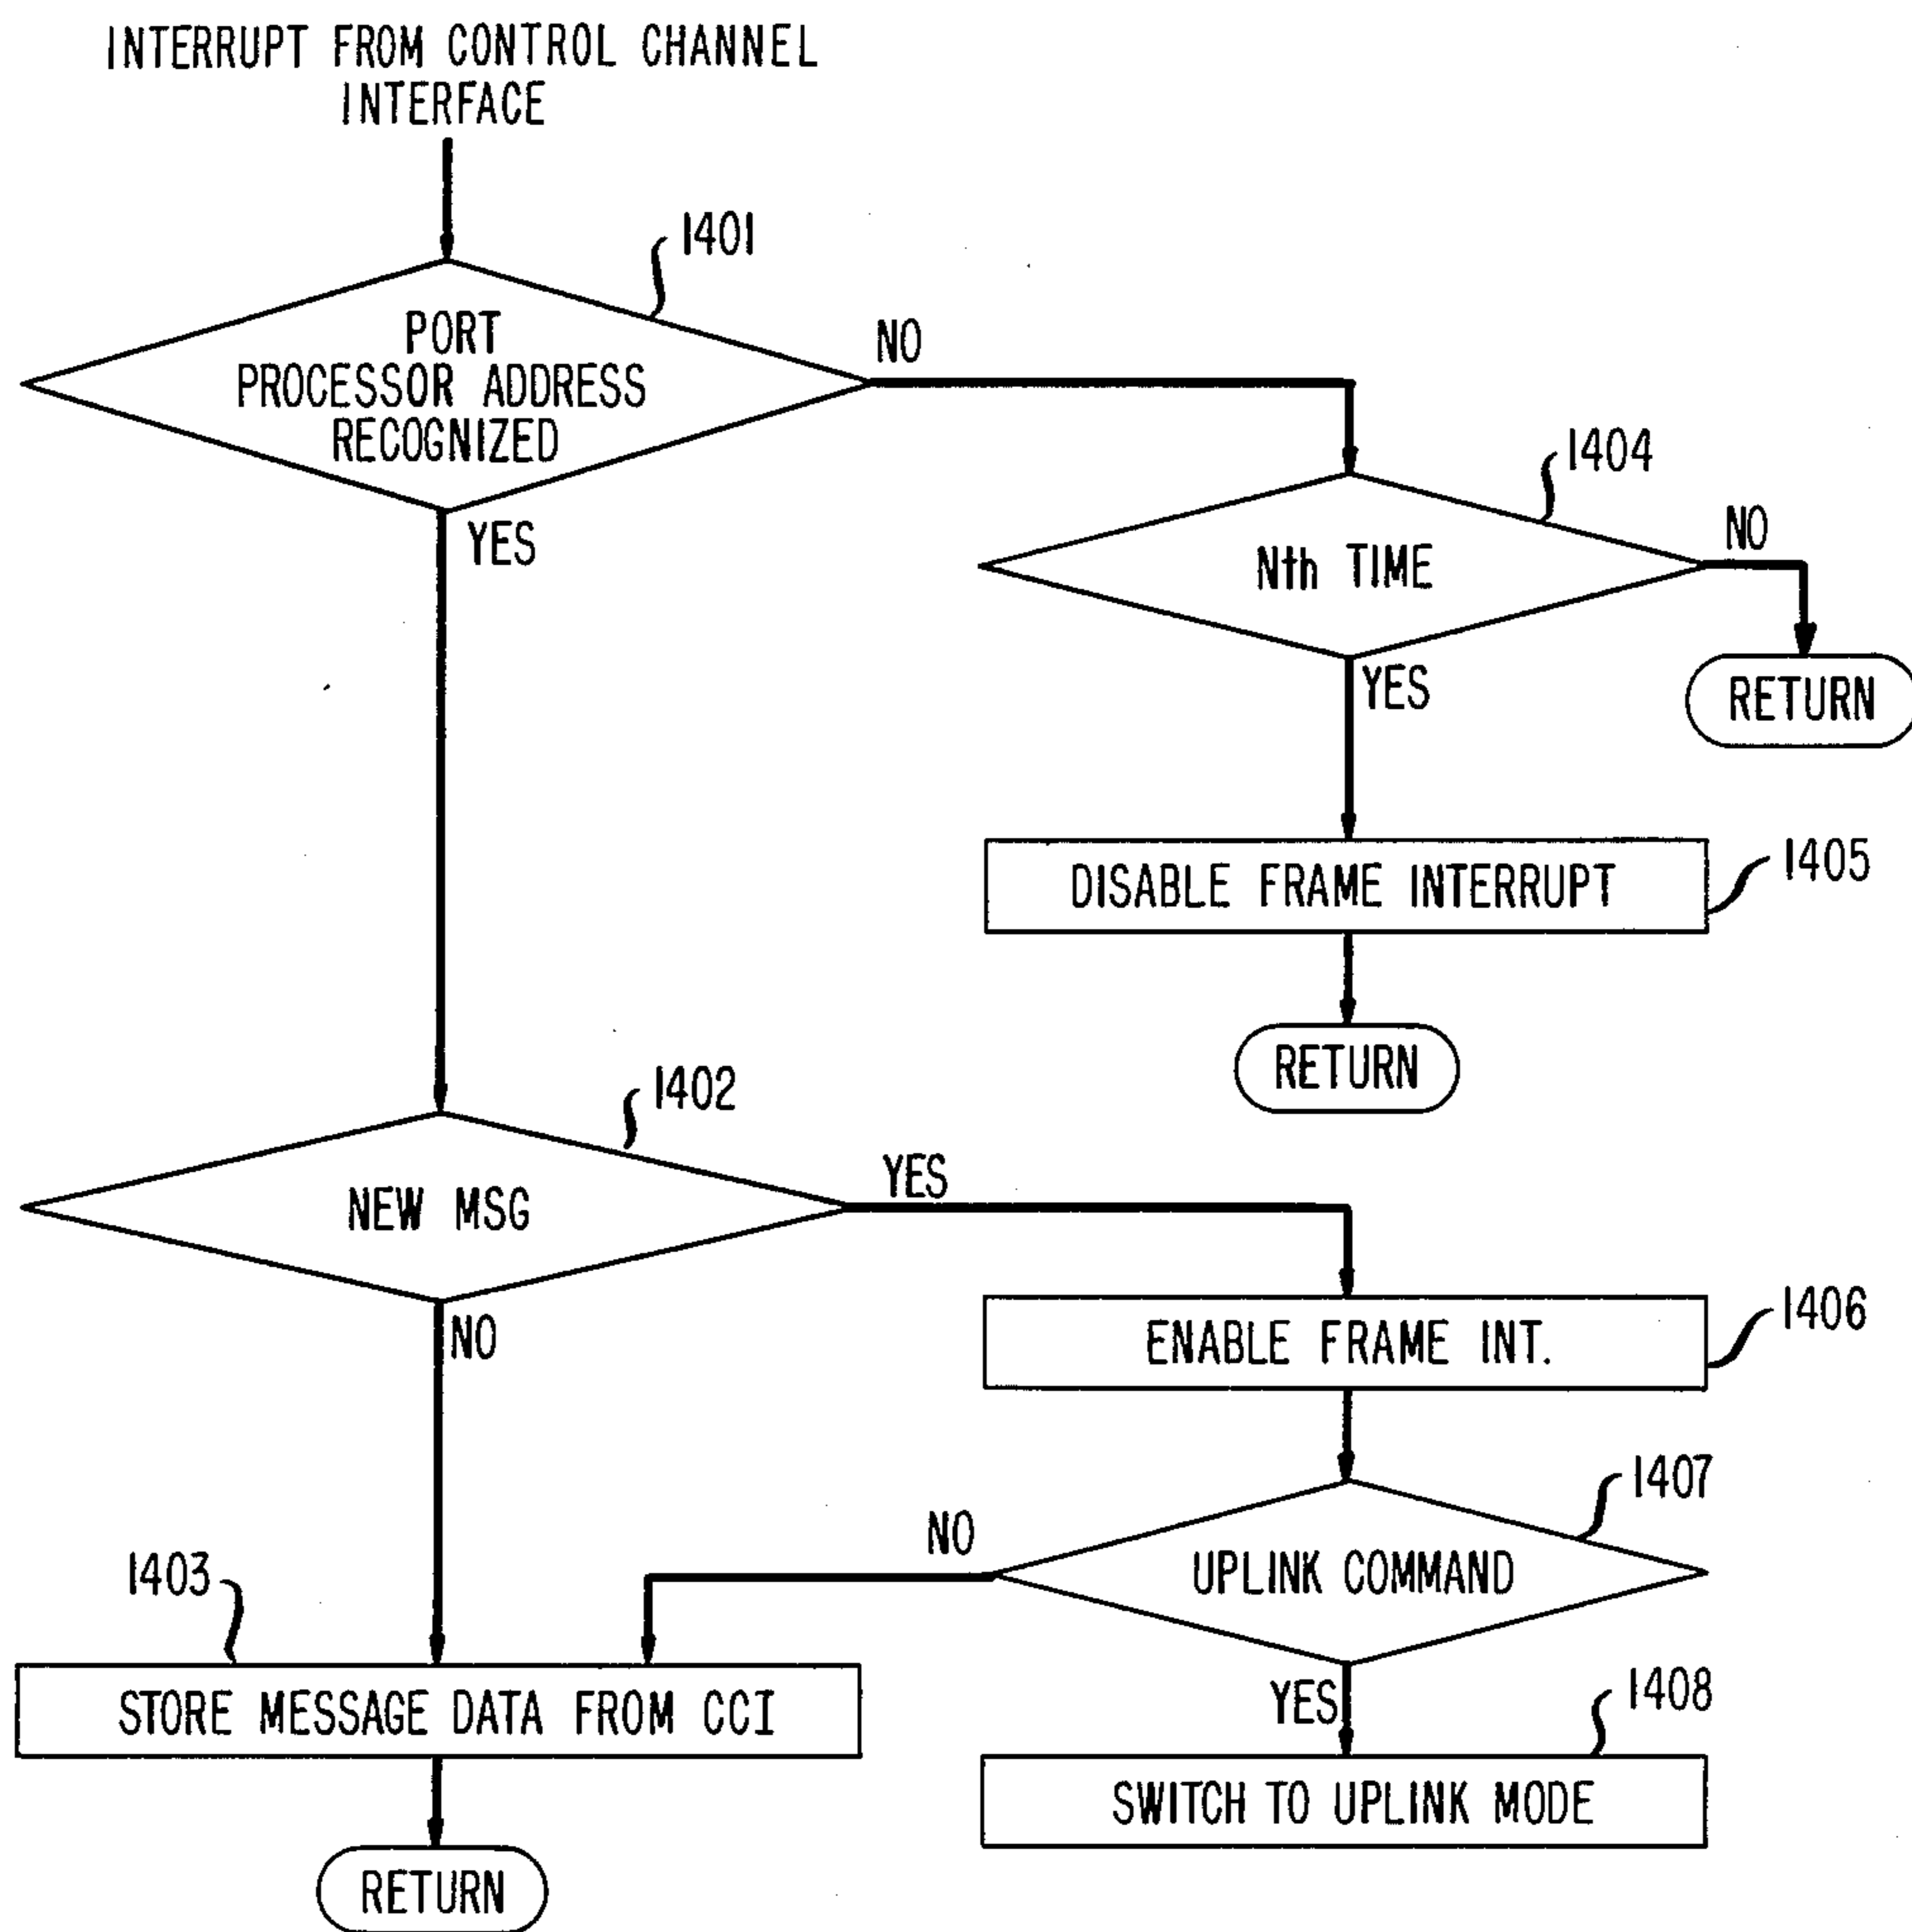 INTERRUPT FROM CONTROL CHANNEL
INTERFACE
1401
PORT
PROCESSOR ADDRESS
RECOGNIZED
NO
YES
1404
Nth TIME
NO
RETURN
YES
DISABLE FRAME INTERRUPT
1405
RETURN
1402
NEW MSG
YES
NO
ENABLE FRAME INT.
1406
1407
UPLINK COMMAND
NO
YES
1403
STORE MESSAGE DATA FROM CCI
RETURN
1408
SWITCH TO UPLINK MODE